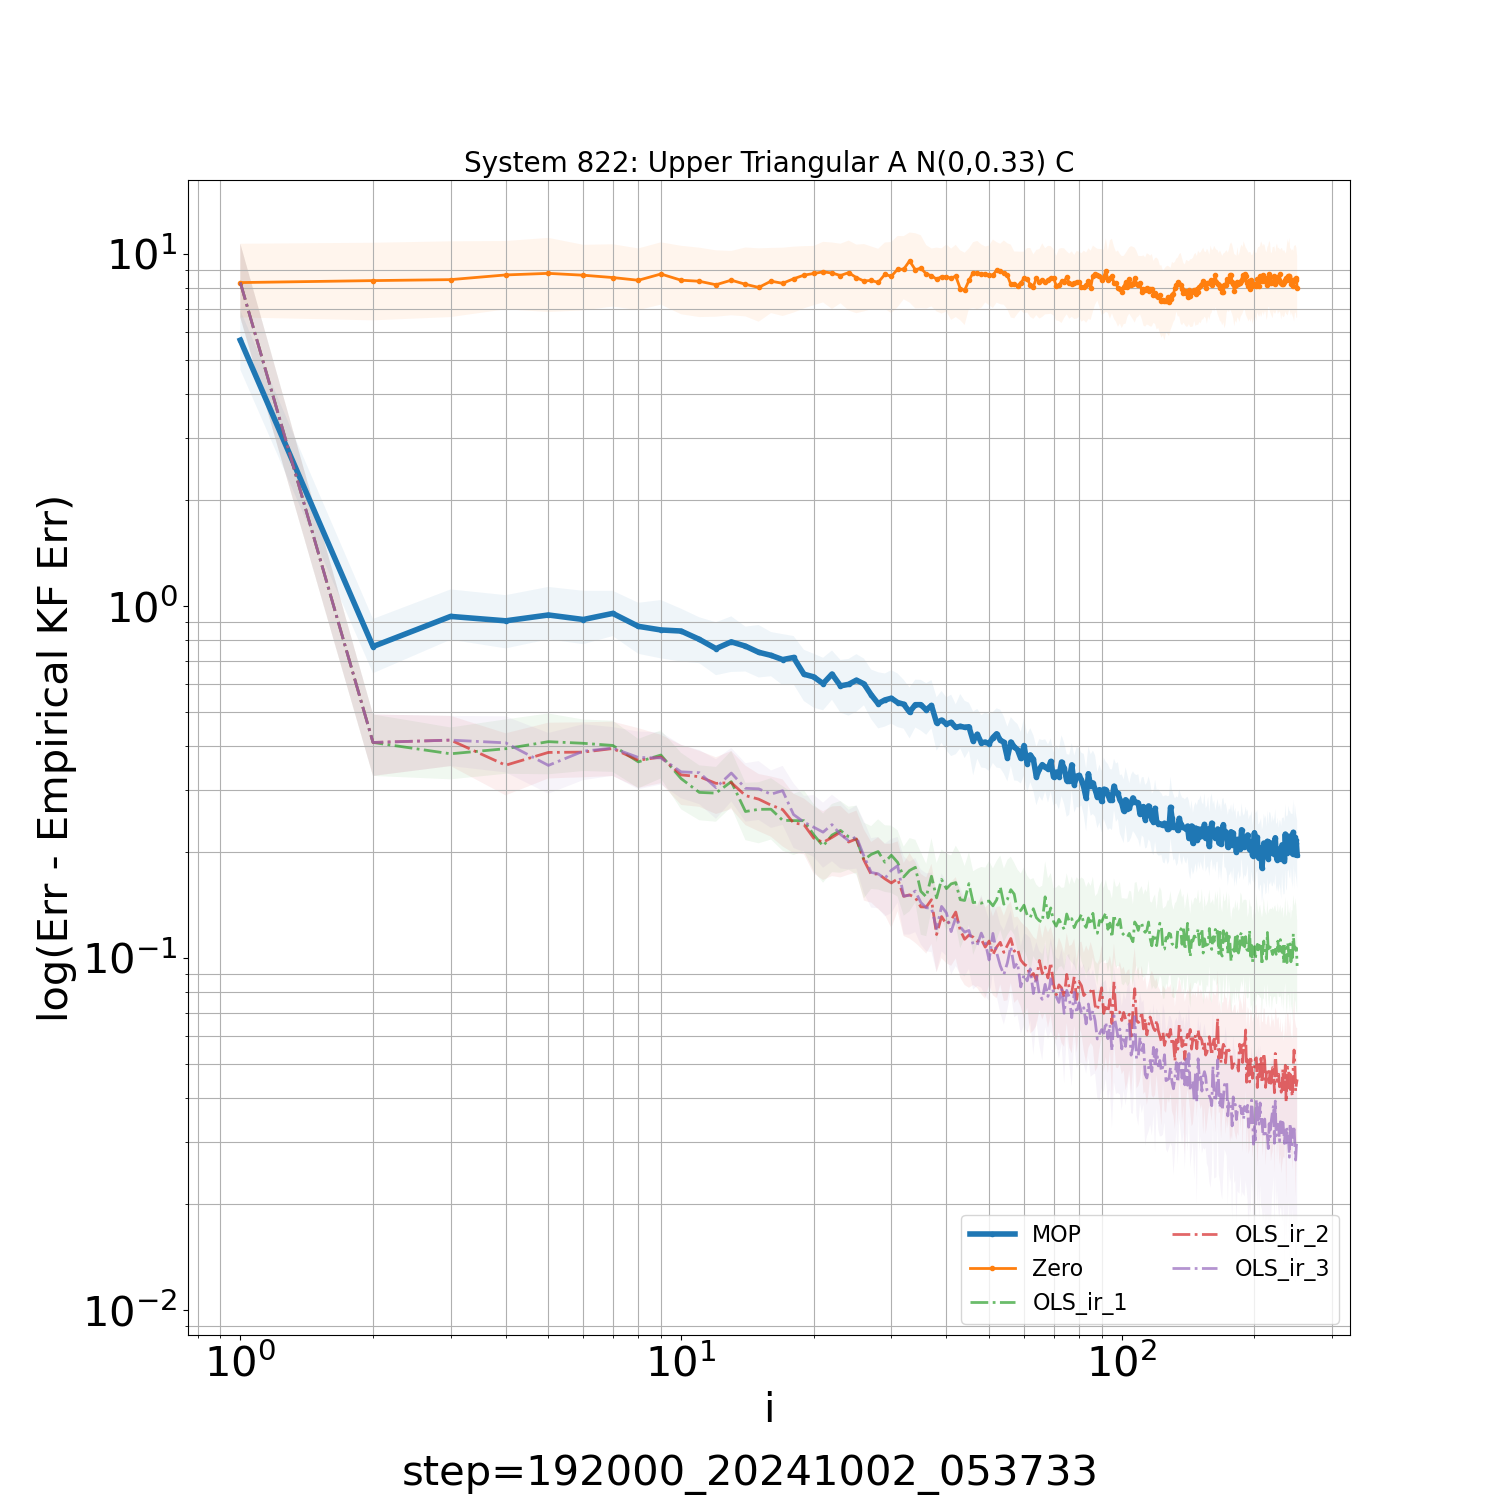 System 822: Upper Triangular A N(0,0.33) C
log(Err - Empirical KF Err)
10¹
10⁰
10⁻¹
10⁻²
MOP
Zero
OLS_ir_1
OLS_ir_2
OLS_ir_3
10⁰
10¹
10²
i
step=192000_20241002_053733